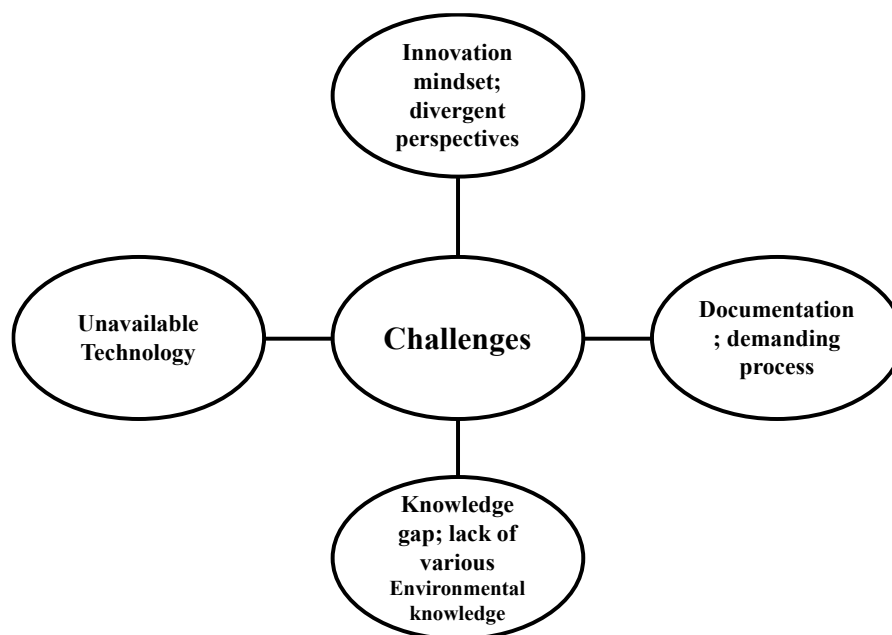 Innovation
mindset;
divergent
perspectives
Unavailable
Technology
Challenges
Documentation
; demanding
process
Knowledge
gap; lack of
various
Environmental
knowledge